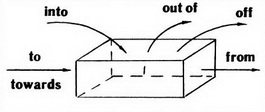 into
out of
off
to
towards
from